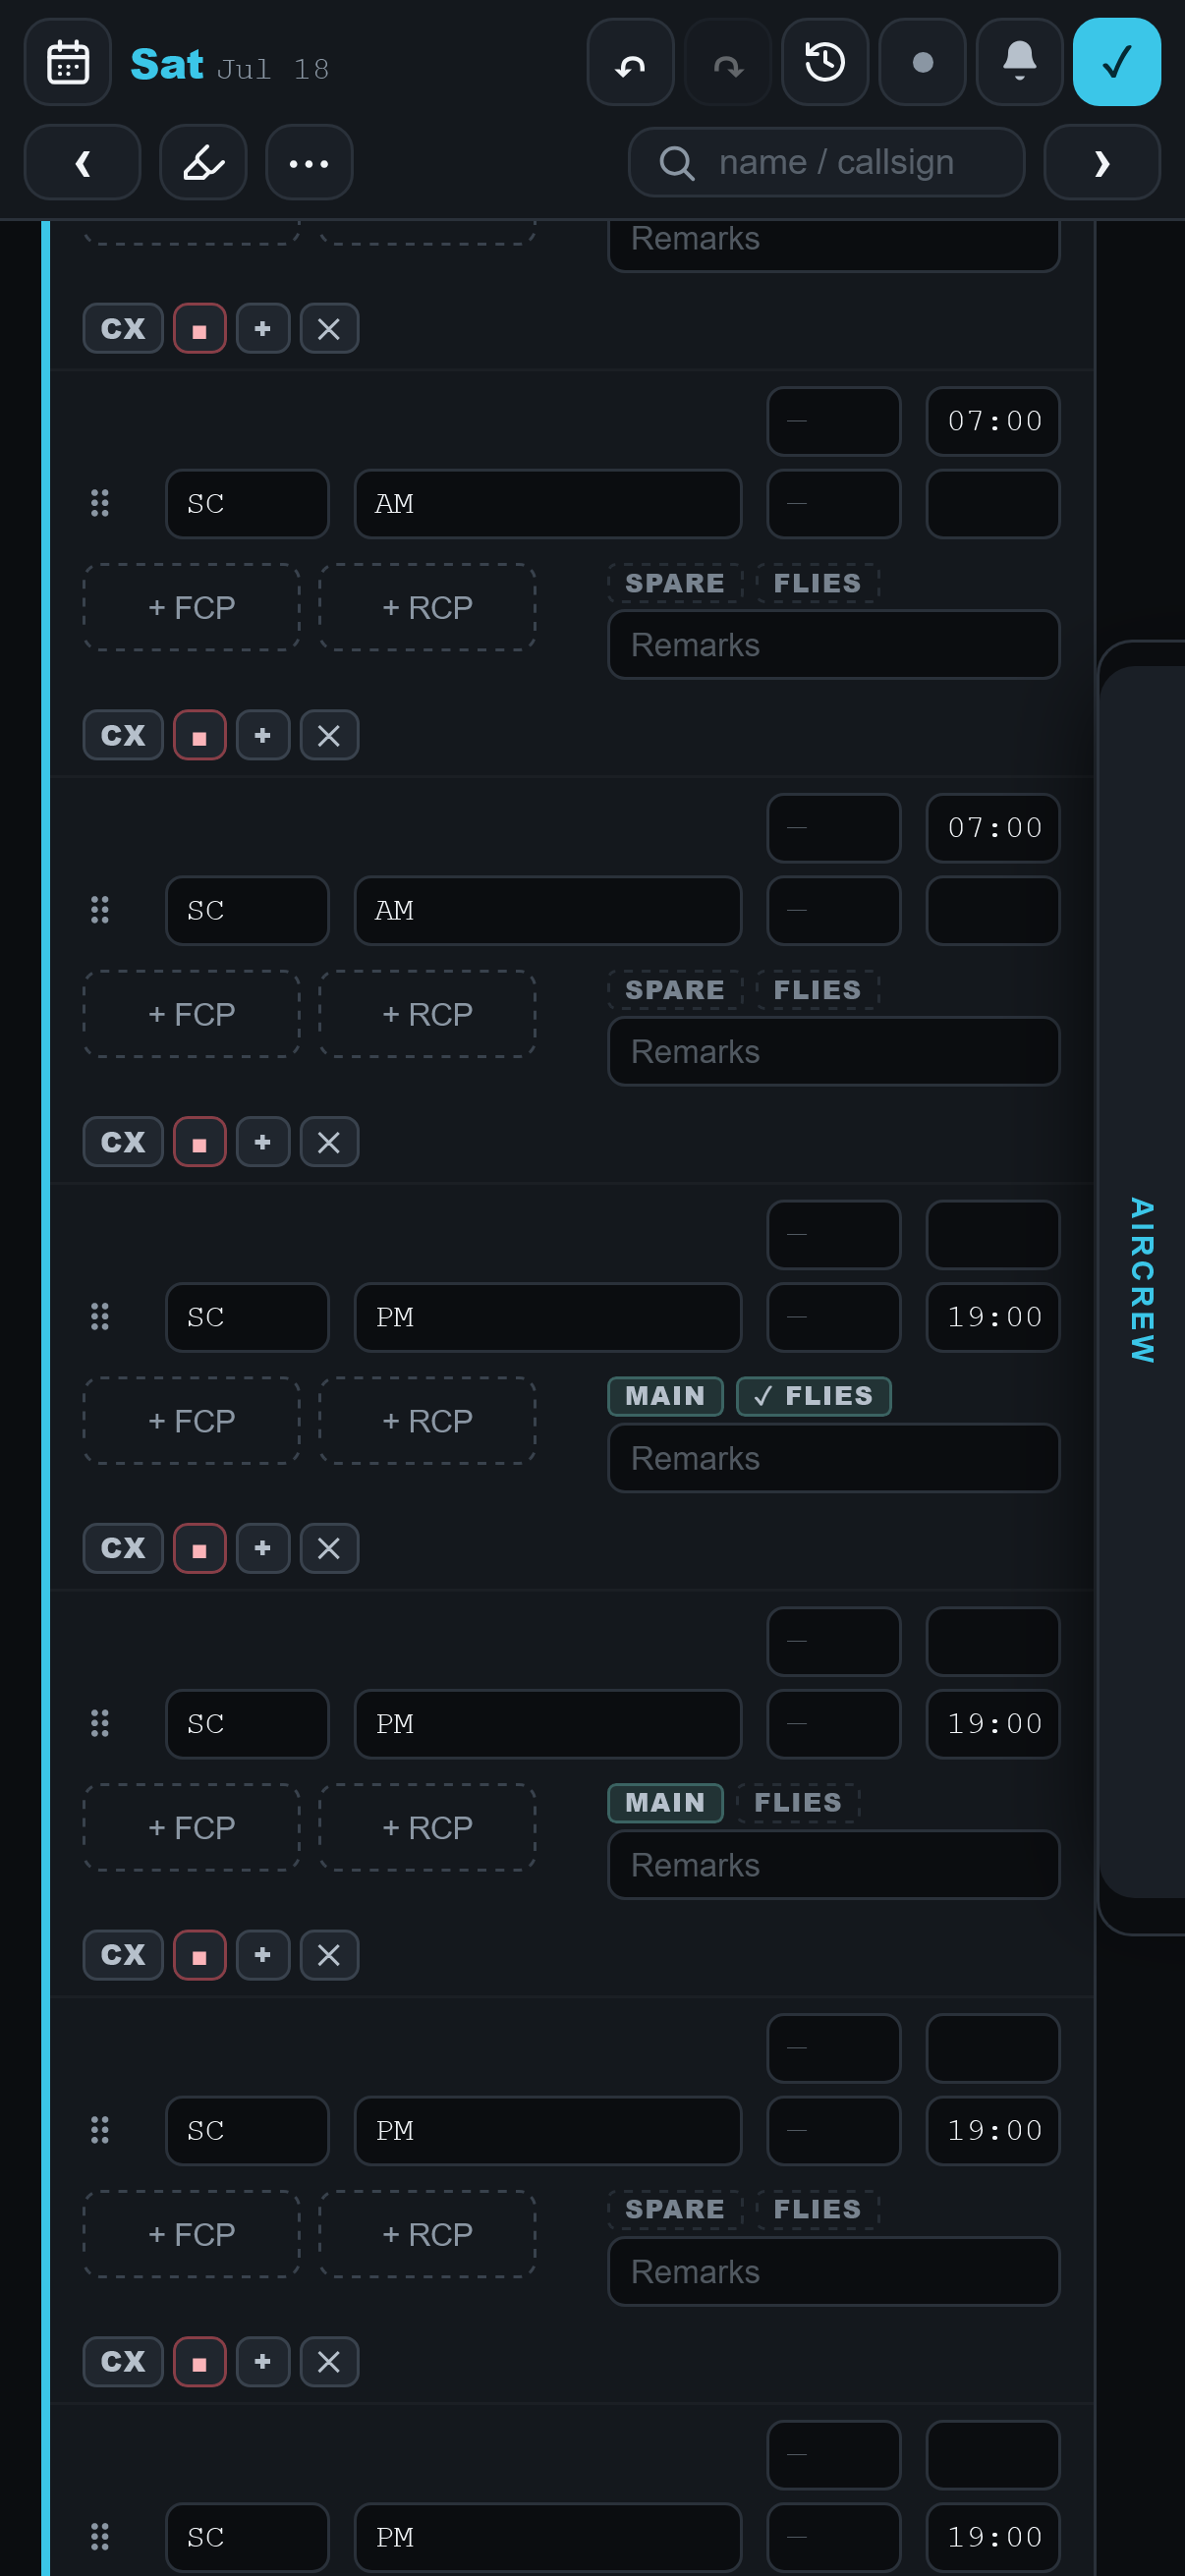 Sat Jul 18
name / callsign
Remarks
CX
— 07:00
SC AM —
+ FCP + RCP SPARE FLIES
Remarks
CX
— 07:00
SC AM —
+ FCP + RCP SPARE FLIES
Remarks
CX
—
SC PM — 19:00
+ FCP + RCP MAIN ✓ FLIES
Remarks
CX
—
SC PM — 19:00
+ FCP + RCP MAIN FLIES
Remarks
CX
—
SC PM — 19:00
+ FCP + RCP SPARE FLIES
Remarks
CX
—
SC PM — 19:00
AIRCREW